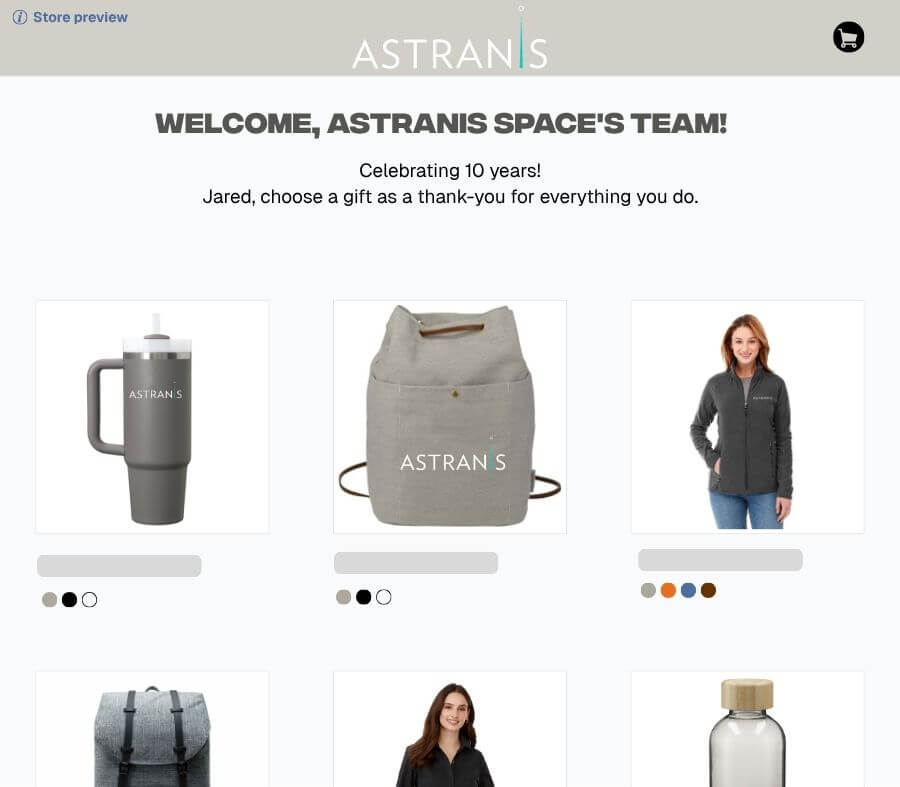 Store preview
ASTRANIS
WELCOME, ASTRANIS SPACE'S TEAM!
Celebrating 10 years!
Jared, choose a gift as a thank-you for everything you do.
ASTRANIS
ASTRANIS
ASTRANIS